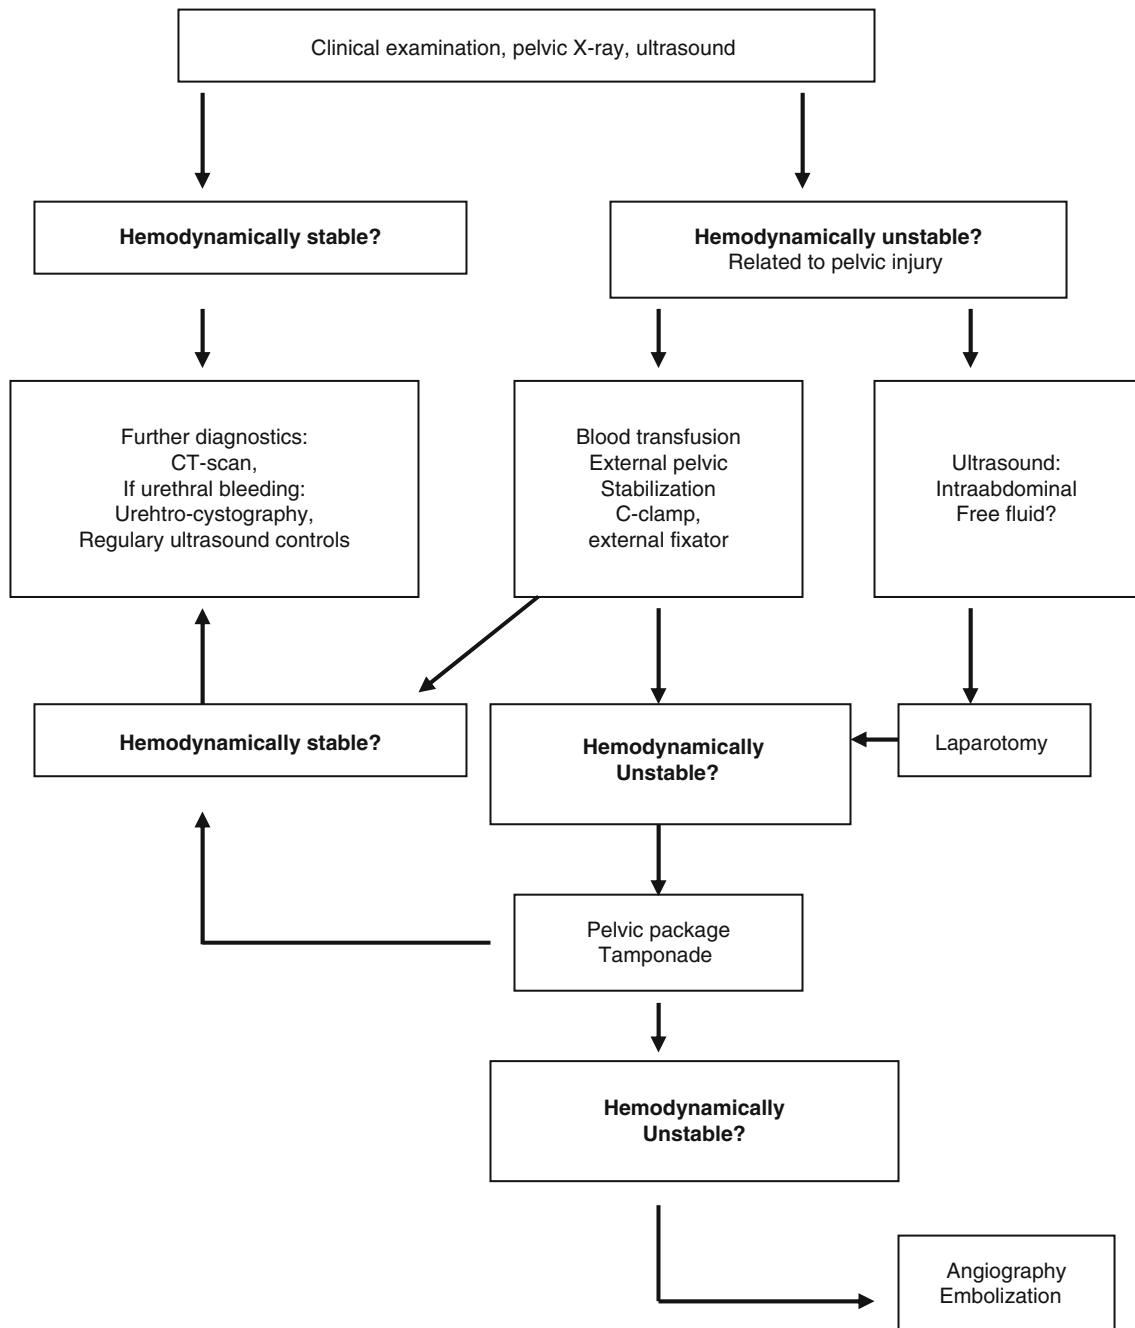 Clinical examination, pelvic X-ray, ultrasound
Hemodynamically stable?
Hemodynamically unstable?
Related to pelvic injury
Further diagnostics:
CT-scan,
If urethral bleeding:
Urehtro-cystography,
Regulary ultrasound controls
Blood transfusion
External pelvic
Stabilization
C-clamp,
external fixator
Ultrasound:
Intraabdominal
Free fluid?
Hemodynamically stable?
Hemodynamically
Unstable?
Laparotomy
Pelvic package
Tamponade
Hemodynamically
Unstable?
Angiography
Embolization